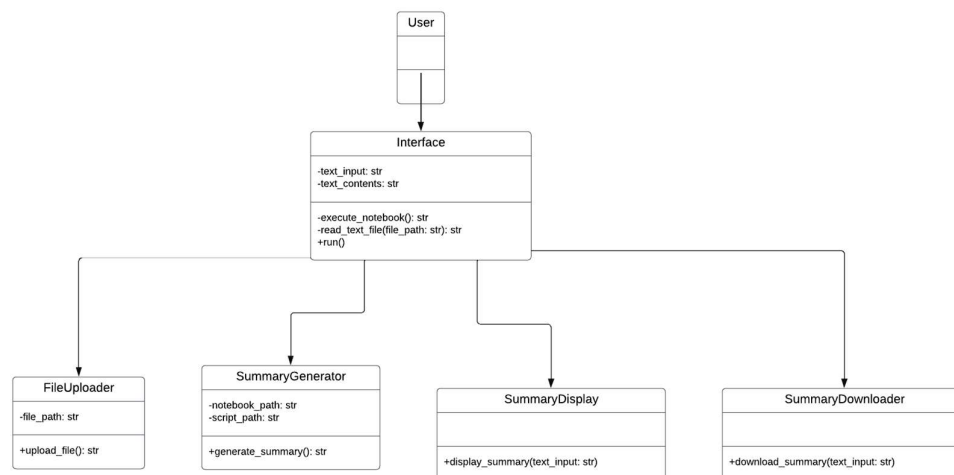 User
Interface
-text_input: str
-text_contents: str
-execute_notebook(): str
-read_text_file(file_path: str): str
+run()
FileUploader
-file_path: str
+upload_file(): str
SummaryGenerator
-notebook_path: str
-script_path: str
+generate_summary(): str
SummaryDisplay
+display_summary(text_input: str)
SummaryDownloader
+download_summary(text_input: str)